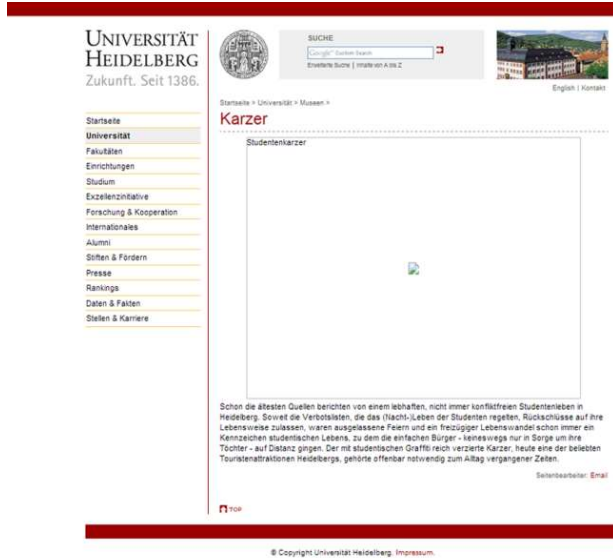 UNIVERSITÄT
HEIDELBERG
Zukunft. Seit 1386.
SUCHE
Google™ Custom Search
Erweiterte Suche | Inhalte von A bis Z
English | Kontakt
Startseite > Universität > Museen >
Karzer
Startseite
Universität
Fakultäten
Einrichtungen
Studium
Exzellenzinitiative
Forschung & Kooperation
Internationales
Alumni
Stiften & Fördern
Presse
Rankings
Daten & Fakten
Stellen & Karriere
Studentenkarzer
Schon die ältesten Quellen berichten von einem lebhaften, nicht immer konfliktfreien Studentenleben in
Heidelberg. Soweit die Verbotslisten, die das (Nacht-)Leben der Studenten regelten, Rückschlüsse auf ihre
Lebensweise zulassen, waren ausgelassene Feiern und ein freizügiger Lebenswandel schon immer ein
Kennzeichen studentischen Lebens, zu dem die einfachen Bürger - keineswegs nur in Sorge um ihre
Töchter - auf Distanz gingen. Der mit studentischen Graffiti reich verzierte Karzer, heute eine der beliebten
Touristenattraktionen Heidelbergs, gehörte offenbar notwendig zum Alltag vergangener Zeiten.
Seitenbearbeiter: Email
TOP
© Copyright Universität Heidelberg. Impressum.